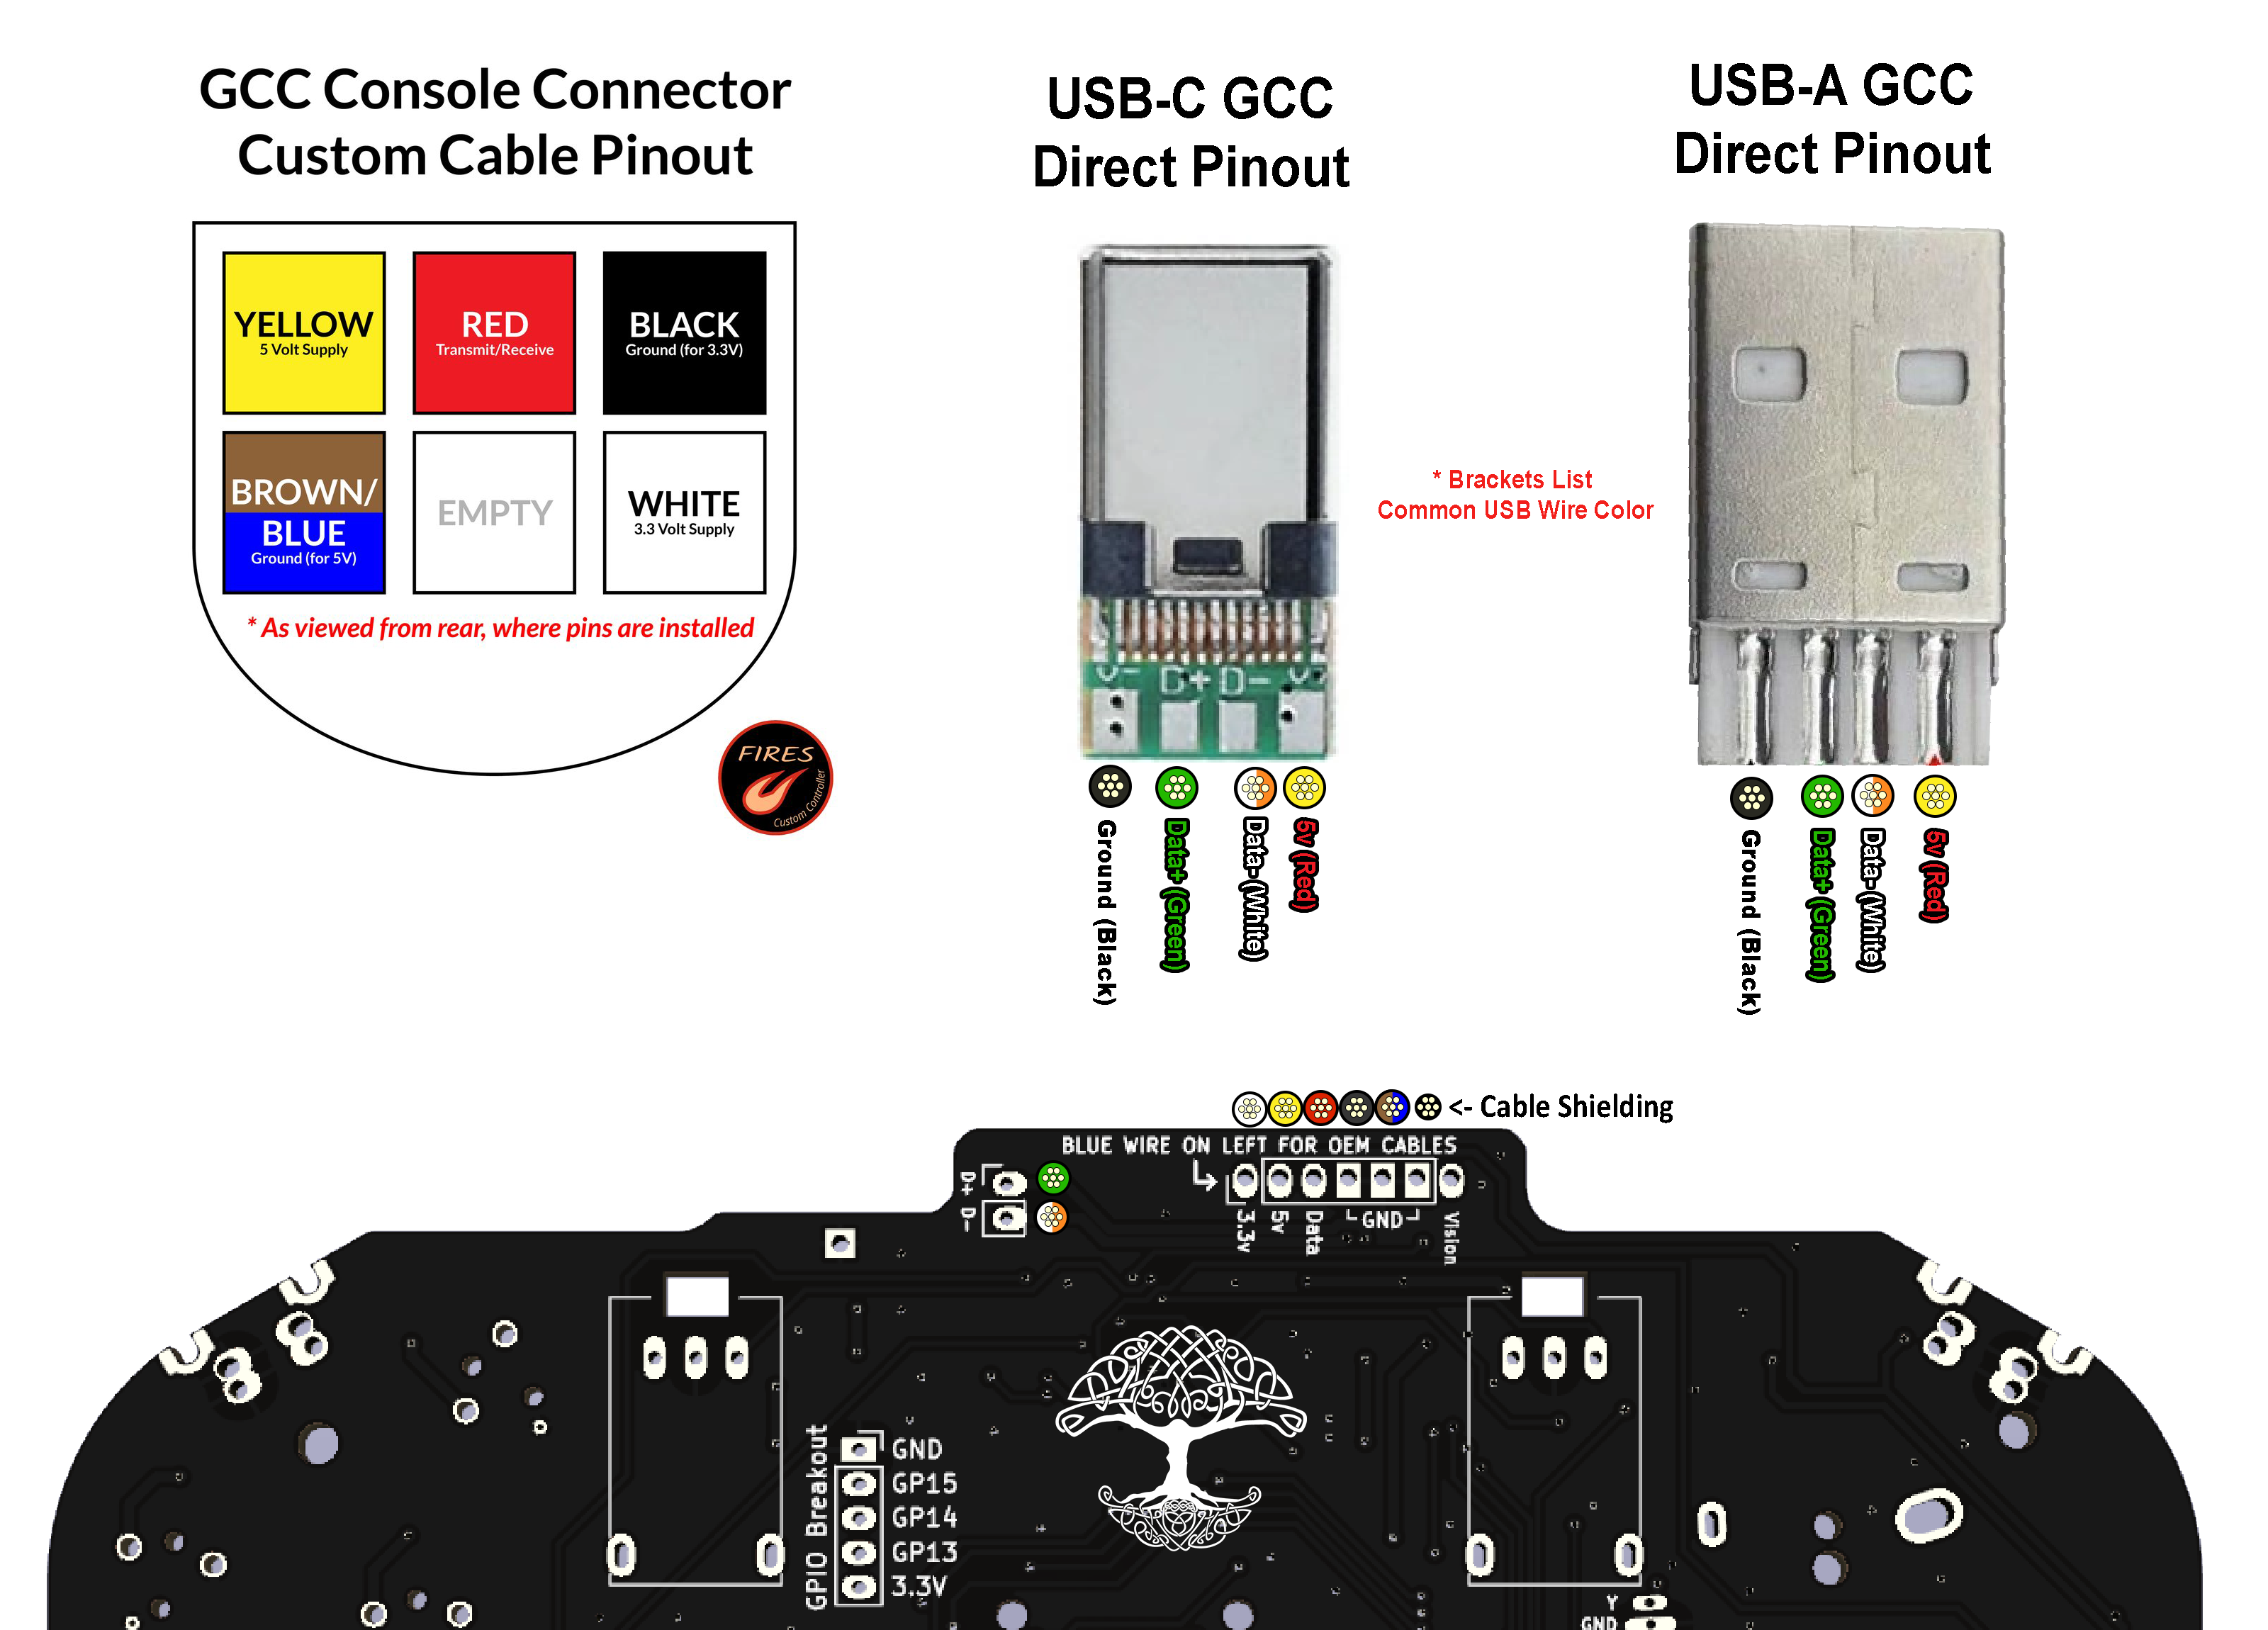 GCC Console Connector
Custom Cable Pinout
YELLOW
5 Volt Supply
RED
Transmit/Receive
BLACK
Ground (for 3.3V)
BROWN/
BLUE
Ground (for 5V)
EMPTY
WHITE
3.3 Volt Supply
* As viewed from rear, where pins are installed
FIRES
Custom Controller
USB-C GCC
Direct Pinout
V-
D+
D-
V
Ground (Black)
Data+ (Green)
Data- (White)
5v (Red)
* Brackets List
Common USB Wire Color
USB-A GCC
Direct Pinout
Ground (Black)
Data+ (Green)
Data- (White)
5v (Red)
<- Cable Shielding
BLUE WIRE ON LEFT FOR OEM CABLES
D+
D-
3.3v
5v
Data
GND
Vision
GPIO Breakout
GND
GP15
GP14
GP13
3.3V
Y
GND